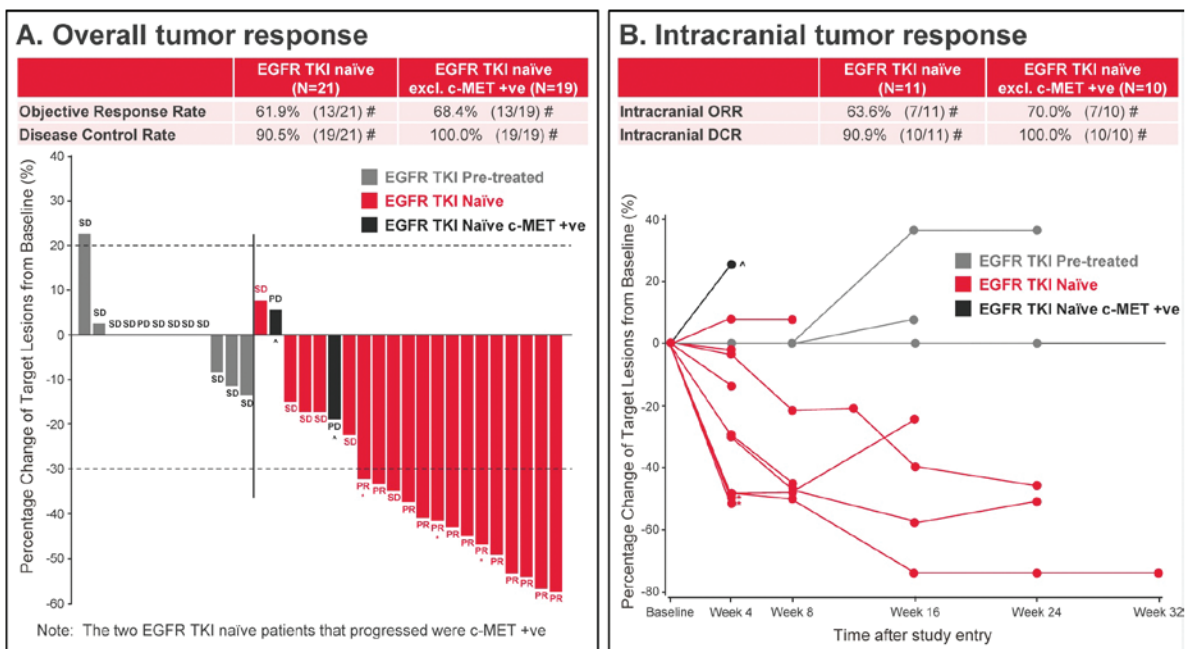 A. Overall tumor response
EGFR TKI naïve (N=21)
EGFR TKI naïve excl. c-MET +ve (N=19)
Objective Response Rate 61.9% (13/21) # 68.4% (13/19) #
Disease Control Rate 90.5% (19/21) # 100.0% (19/19) #
Percentage Change of Target Lesions from Baseline (%)
40
30
20
10
0
-10
-20
-30
-40
-50
-60
EGFR TKI Pre-treated
EGFR TKI Naïve
EGFR TKI Naïve c-MET +ve
SD
SD
SD SD PD SD SD SD SD
SD
SD
SD
SD
PD
^
SD
SD
SD
PD
^
SD
PR
*
PR
SD
PR
PR
PR
*
PR
PR
PR
*
PR
PR
PR
PR
PR
Note: The two EGFR TKI naïve patients that progressed were c-MET +ve
B. Intracranial tumor response
EGFR TKI naïve (N=11)
EGFR TKI naïve excl. c-MET +ve (N=10)
Intracranial ORR 63.6% (7/11) # 70.0% (7/10) #
Intracranial DCR 90.9% (10/11) # 100.0% (10/10) #
Percentage Change of Target Lesions from Baseline (%)
40
20
0
-20
-40
-60
-80
^
EGFR TKI Pre-treated
EGFR TKI Naïve
EGFR TKI Naïve c-MET +ve
*
*
Baseline Week 4 Week 8 Week 16 Week 24 Week 32
Time after study entry